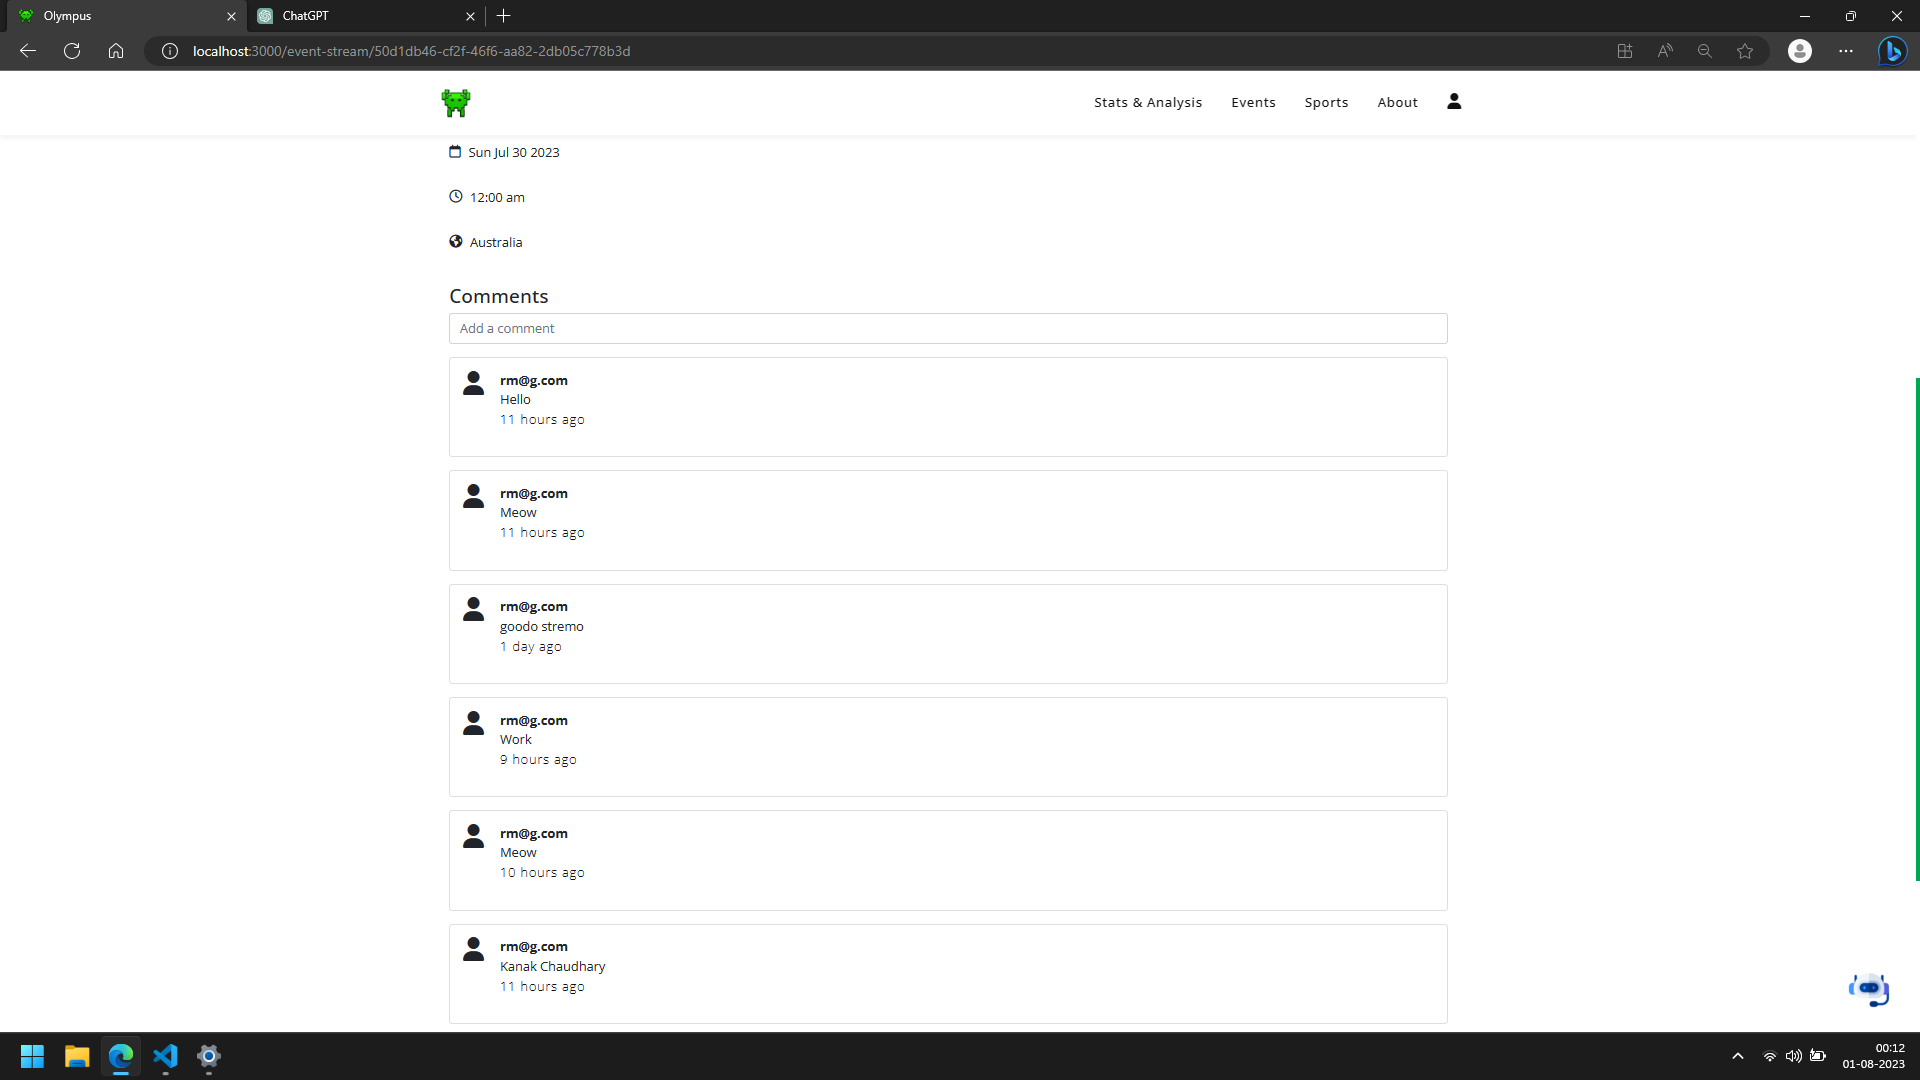 Olympus
ChatGPT
localhost:3000/event-stream/50d1db46-cf2f-46f6-aa82-2db05c778b3d
Stats & Analysis Events Sports About
Sun Jul 30 2023
12:00 am
Australia
Comments
Add a comment
rm@g.com
Hello
11 hours ago
rm@g.com
Meow
11 hours ago
rm@g.com
goodo stremo
1 day ago
rm@g.com
Work
9 hours ago
rm@g.com
Meow
10 hours ago
rm@g.com
Kanak Chaudhary
11 hours ago
00:12
01-08-2023